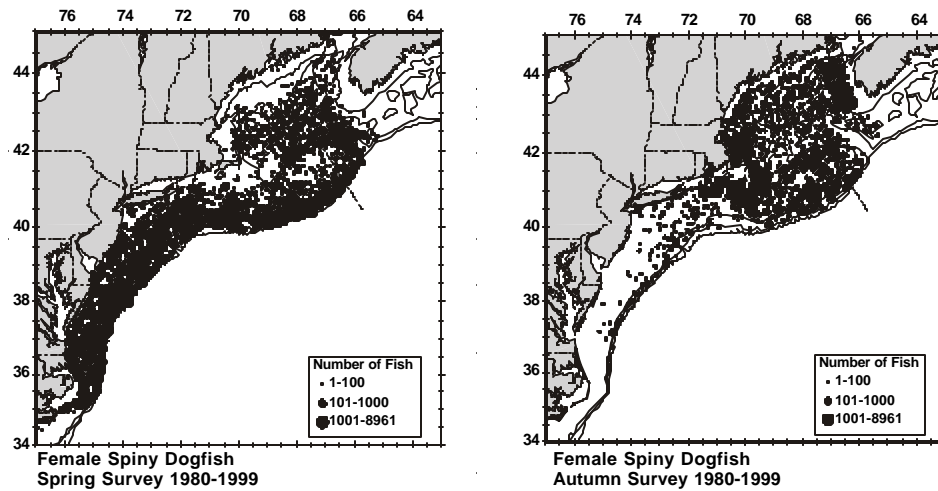 76 74 72 70 68 66 64
44
42
40
38
36
34
Number of Fish
1-100
101-1000
1001-8961
Female Spiny Dogfish
Spring Survey 1980-1999
76 74 72 70 68 66 64
44
42
40
38
36
34
Number of Fish
1-100
101-1000
1001-8961
Female Spiny Dogfish
Autumn Survey 1980-1999